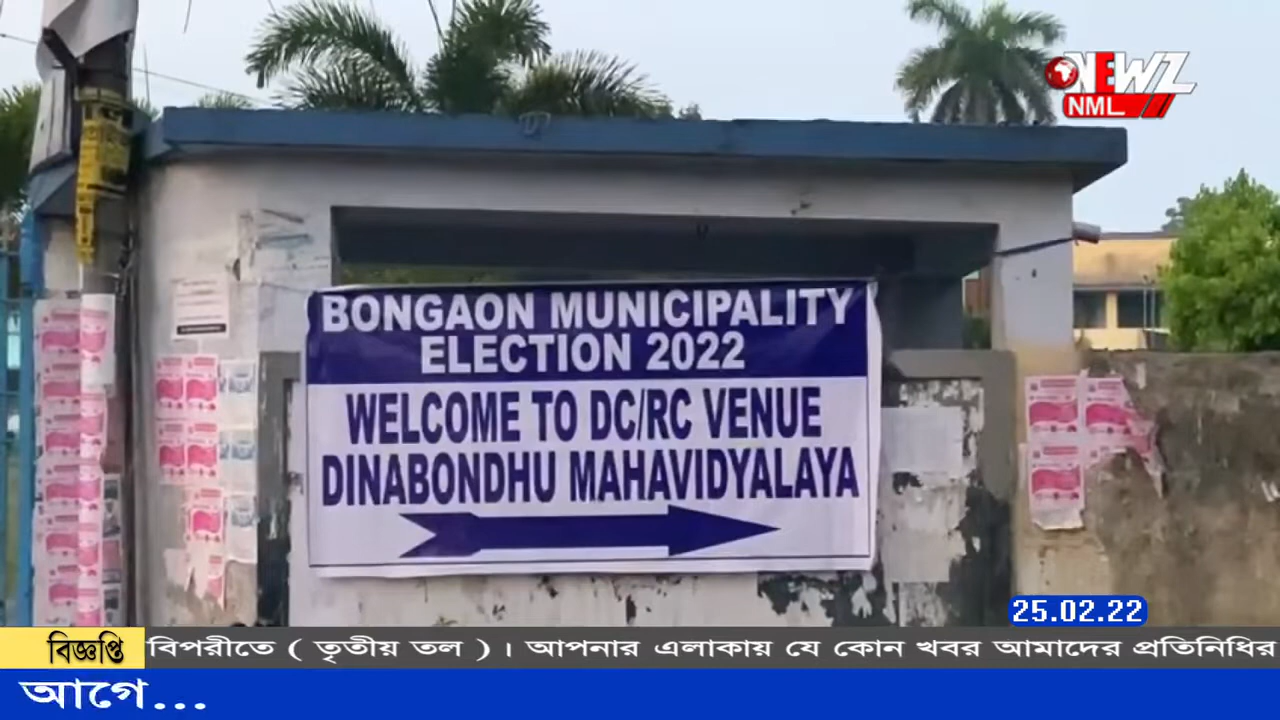 NEWZ
NML
BONGAON MUNICIPALITY
ELECTION 2022
WELCOME TO DC/RC VENUE
DINABONDHU MAHAVIDYALAYA
25.02.22
বিজ্ঞপ্তি বিপরীতে ( তৃতীয় তল ) । আপনার এলাকায় যে কোন খবর আমাদের প্রতিনিধির
আগে...